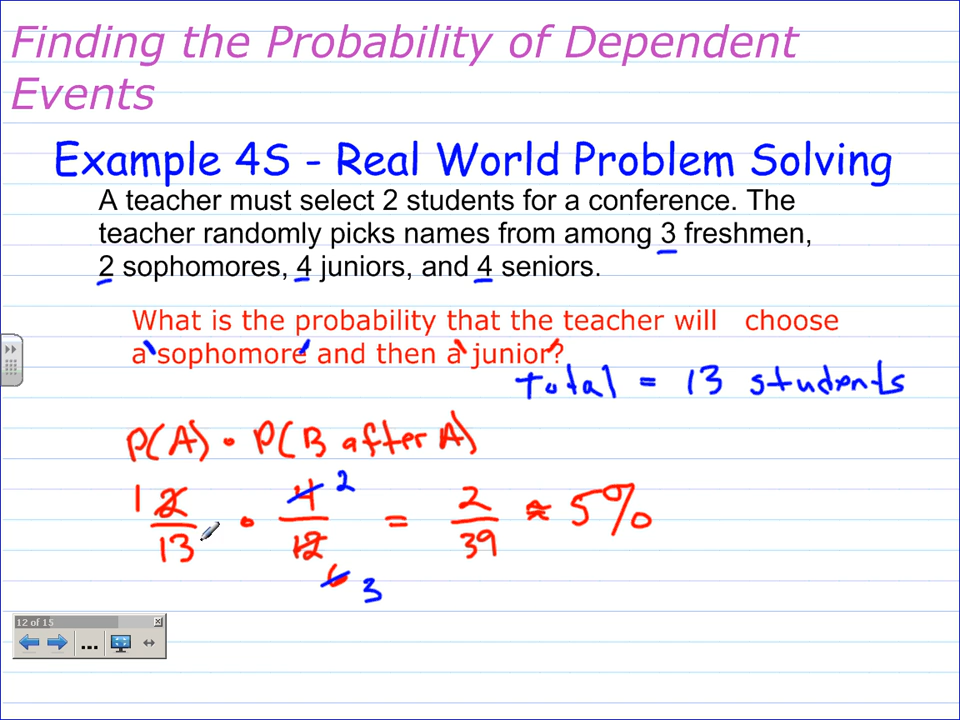 Finding the Probability of Dependent
Events
Example 4S - Real World Problem Solving
A teacher must select 2 students for a conference. The
teacher randomly picks names from among 3 freshmen,
2 sophomores, 4 juniors, and 4 seniors.
What is the probability that the teacher will choose
a sophomore and then a junior?
total = 13 students
P(A) • P(B after A)
1 2/13 • 4/12 2 = 2/39 ≈ 5%
6 3
12 of 15
...